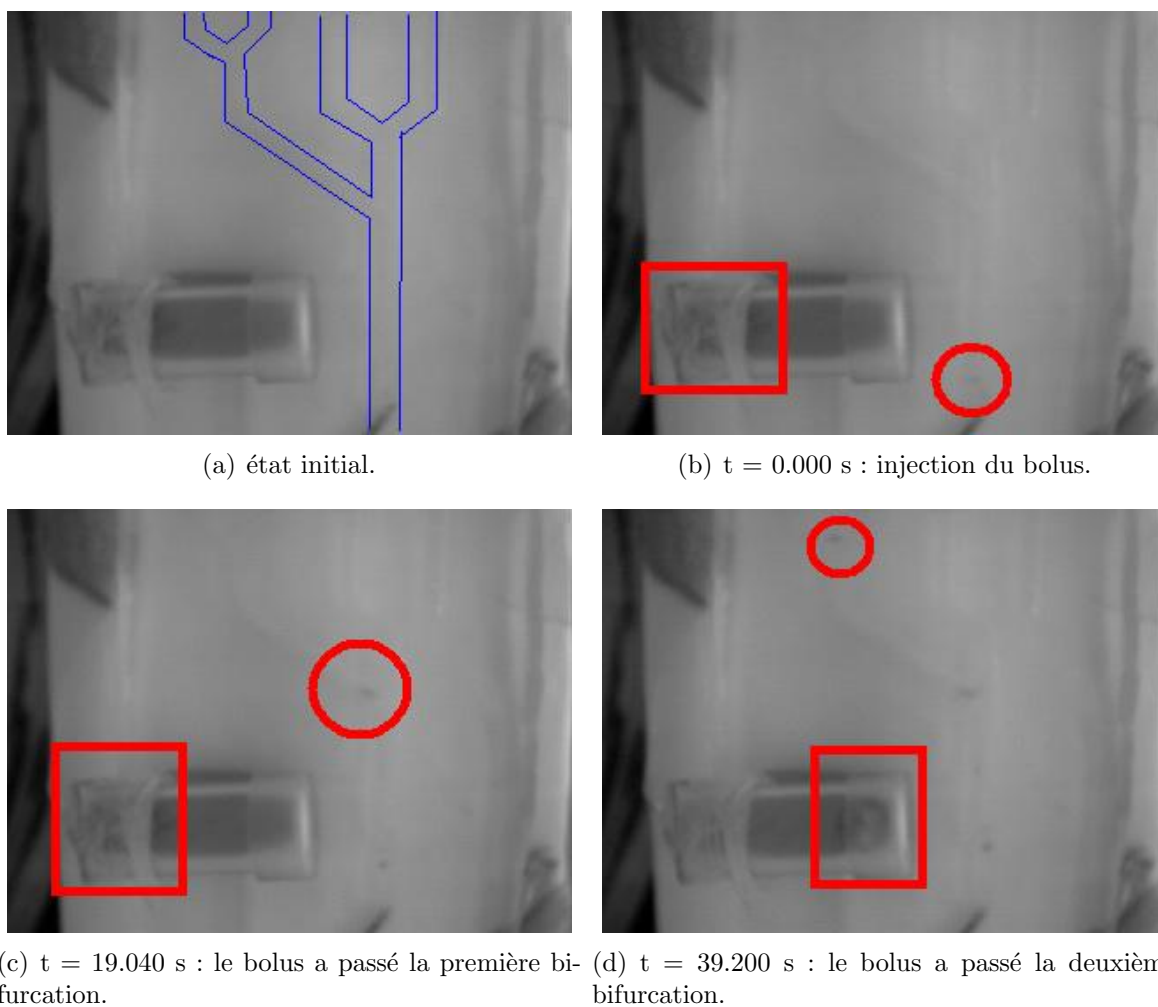 (a) état initial.
(b) t = 0.000 s : injection du bolus.
(c) t = 19.040 s : le bolus a passé la première bi-
furcation.
(d) t = 39.200 s : le bolus a passé la deuxièm
bifurcation.